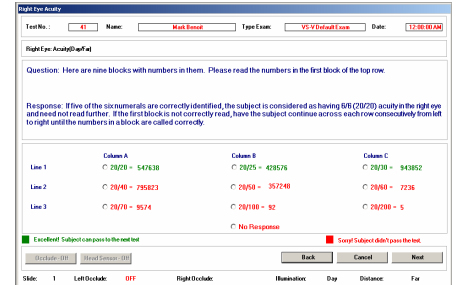 Right Eye Acuity
Test No. : 41 Name: Mark Benoit Type Exam: VS-V Default Exam Date: 12:00:00 AM
Right Eye: Acuity(Day/Far)
Question: Here are nine blocks with numbers in them. Please read the numbers in the first block of the top row.
Response: If five of the six numerals are correctly identified, the subject is considered as having 6/6 (20/20) acuity in the right eye
and need not read further. If the first block is not correctly read, have the subject continue across each row consecutively from left
to right until the numbers in a block are called correctly.
Column A Column B Column C
Line 1 20/20 = 547638 20/25 = 428576 20/30 = 943852
Line 2 20/40 = 795823 20/50 = 357248 20/60 = 7236
Line 3 20/70 = 9574 20/100 = 92 20/200 = 5
No Response
Excellent! Subject can pass to the next test Sorry! Subject didn't pass the test.
Occlude - Off Head Sensor - Off Back Cancel Next
Slide: 1 Left Occlude: OFF Right Occlude: Illumination: Day Distance: Far